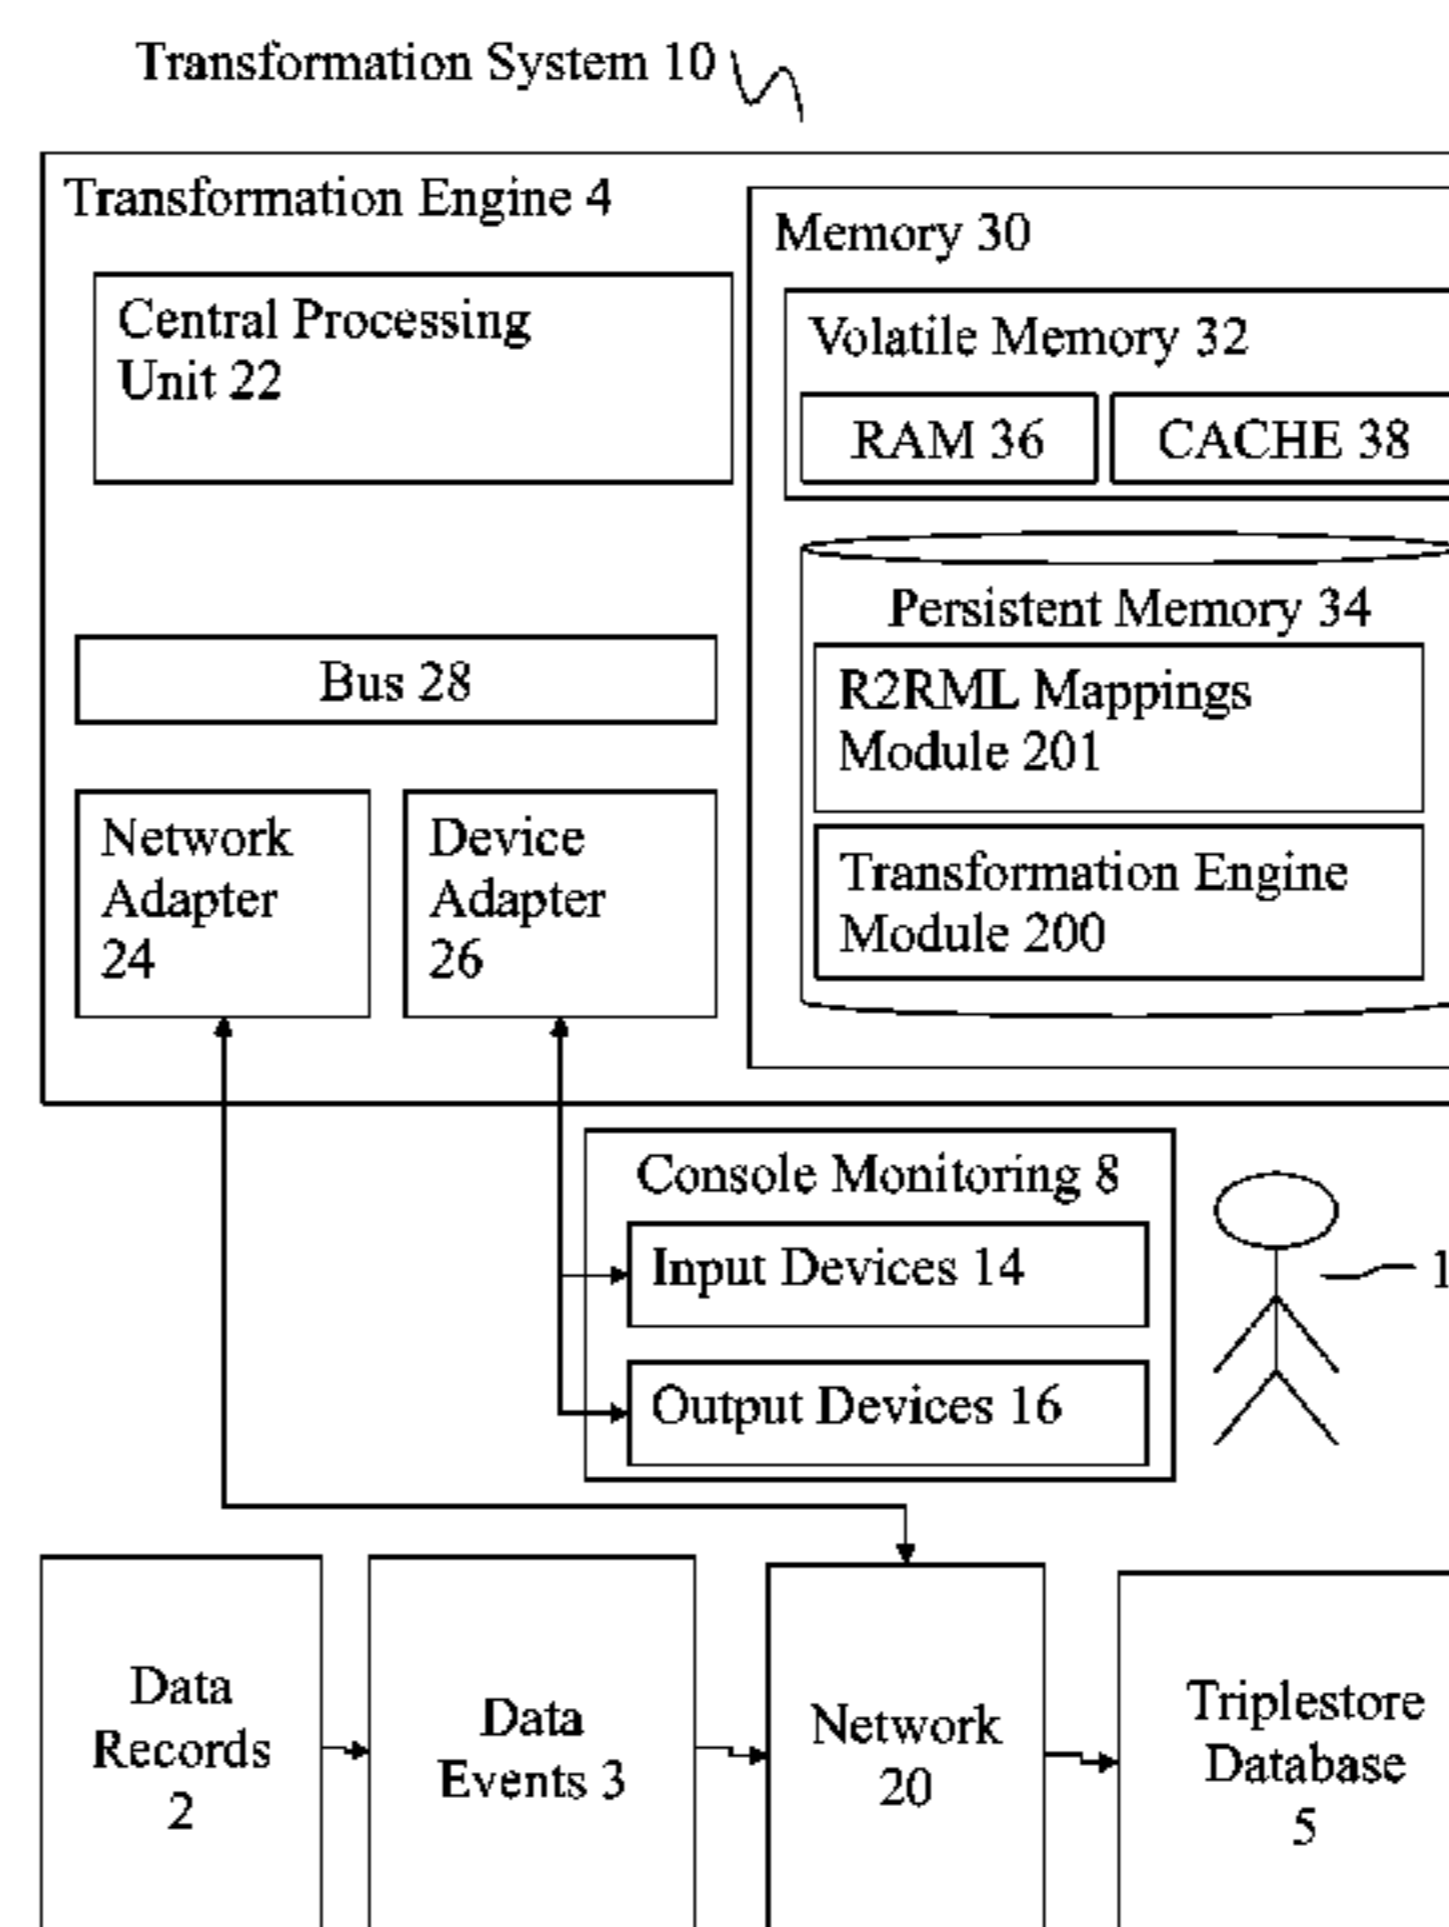 Transformation System 10
Transformation Engine 4
Central Processing
Unit 22
Bus 28
Network
Adapter
24
Device
Adapter
26
Memory 30
Volatile Memory 32
RAM 36
CACHE 38
Persistent Memory 34
R2RML Mappings
Module 201
Transformation Engine
Module 200
Console Monitoring 8
Input Devices 14
Output Devices 16
Data
Records
2
Data
Events 3
Network
20
Triplestore
Database
5